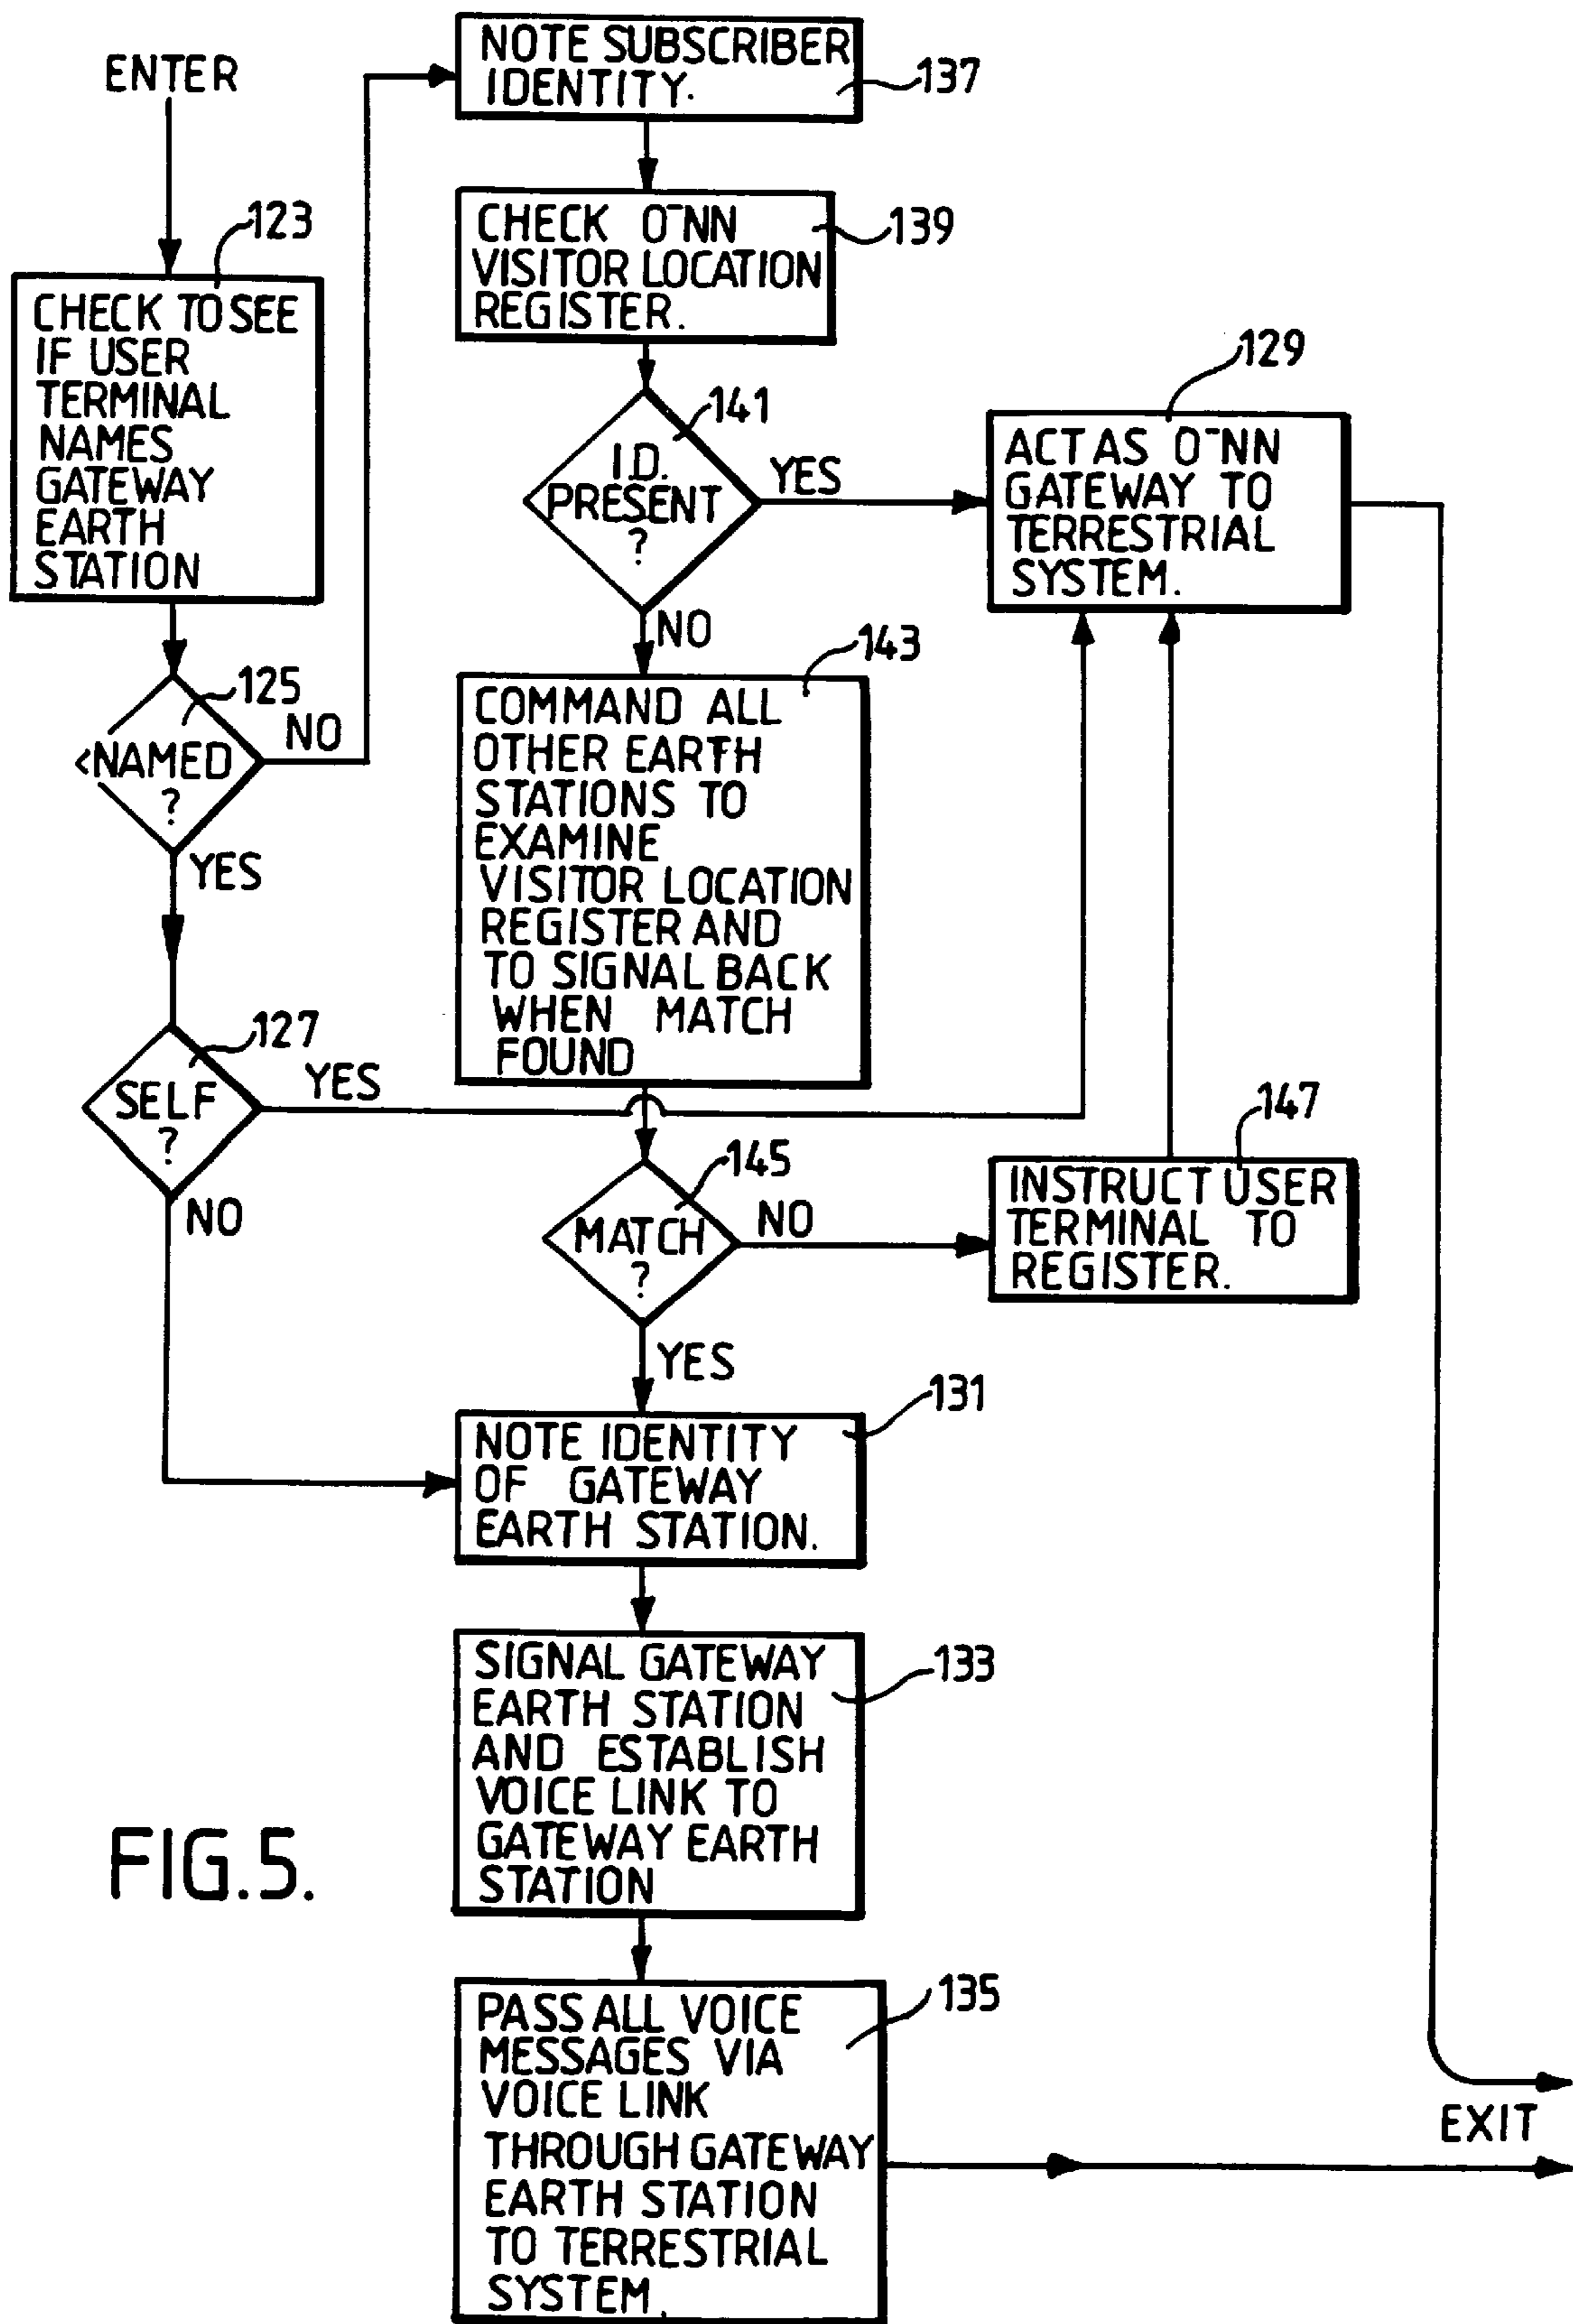 ENTER
123
CHECK TO SEE
IF USER
TERMINAL
NAMES
GATEWAY
EARTH
STATION
125
<NAMED
?
NO
YES
127
SELF
?
YES
NO
NOTE SUBSCRIBER
IDENTITY.
137
CHECK O-NN
VISITOR LOCATION
REGISTER.
139
141
I.D.
PRESENT
?
YES
NO
129
ACT AS O-NN
GATEWAY TO
TERRESTRIAL
SYSTEM.
143
COMMAND ALL
OTHER EARTH
STATIONS TO
EXAMINE
VISITOR LOCATION
REGISTER AND
TO SIGNAL BACK
WHEN MATCH
FOUND
145
MATCH
?
NO
YES
147
INSTRUCT USER
TERMINAL TO
REGISTER.
131
NOTE IDENTITY
OF GATEWAY
EARTH STATION.
133
SIGNAL GATEWAY
EARTH STATION
AND ESTABLISH
VOICE LINK TO
GATEWAY EARTH
STATION
135
PASS ALL VOICE
MESSAGES VIA
VOICE LINK
THROUGH GATEWAY
EARTH STATION
TO TERRESTRIAL
SYSTEM.
EXIT
FIG.5.